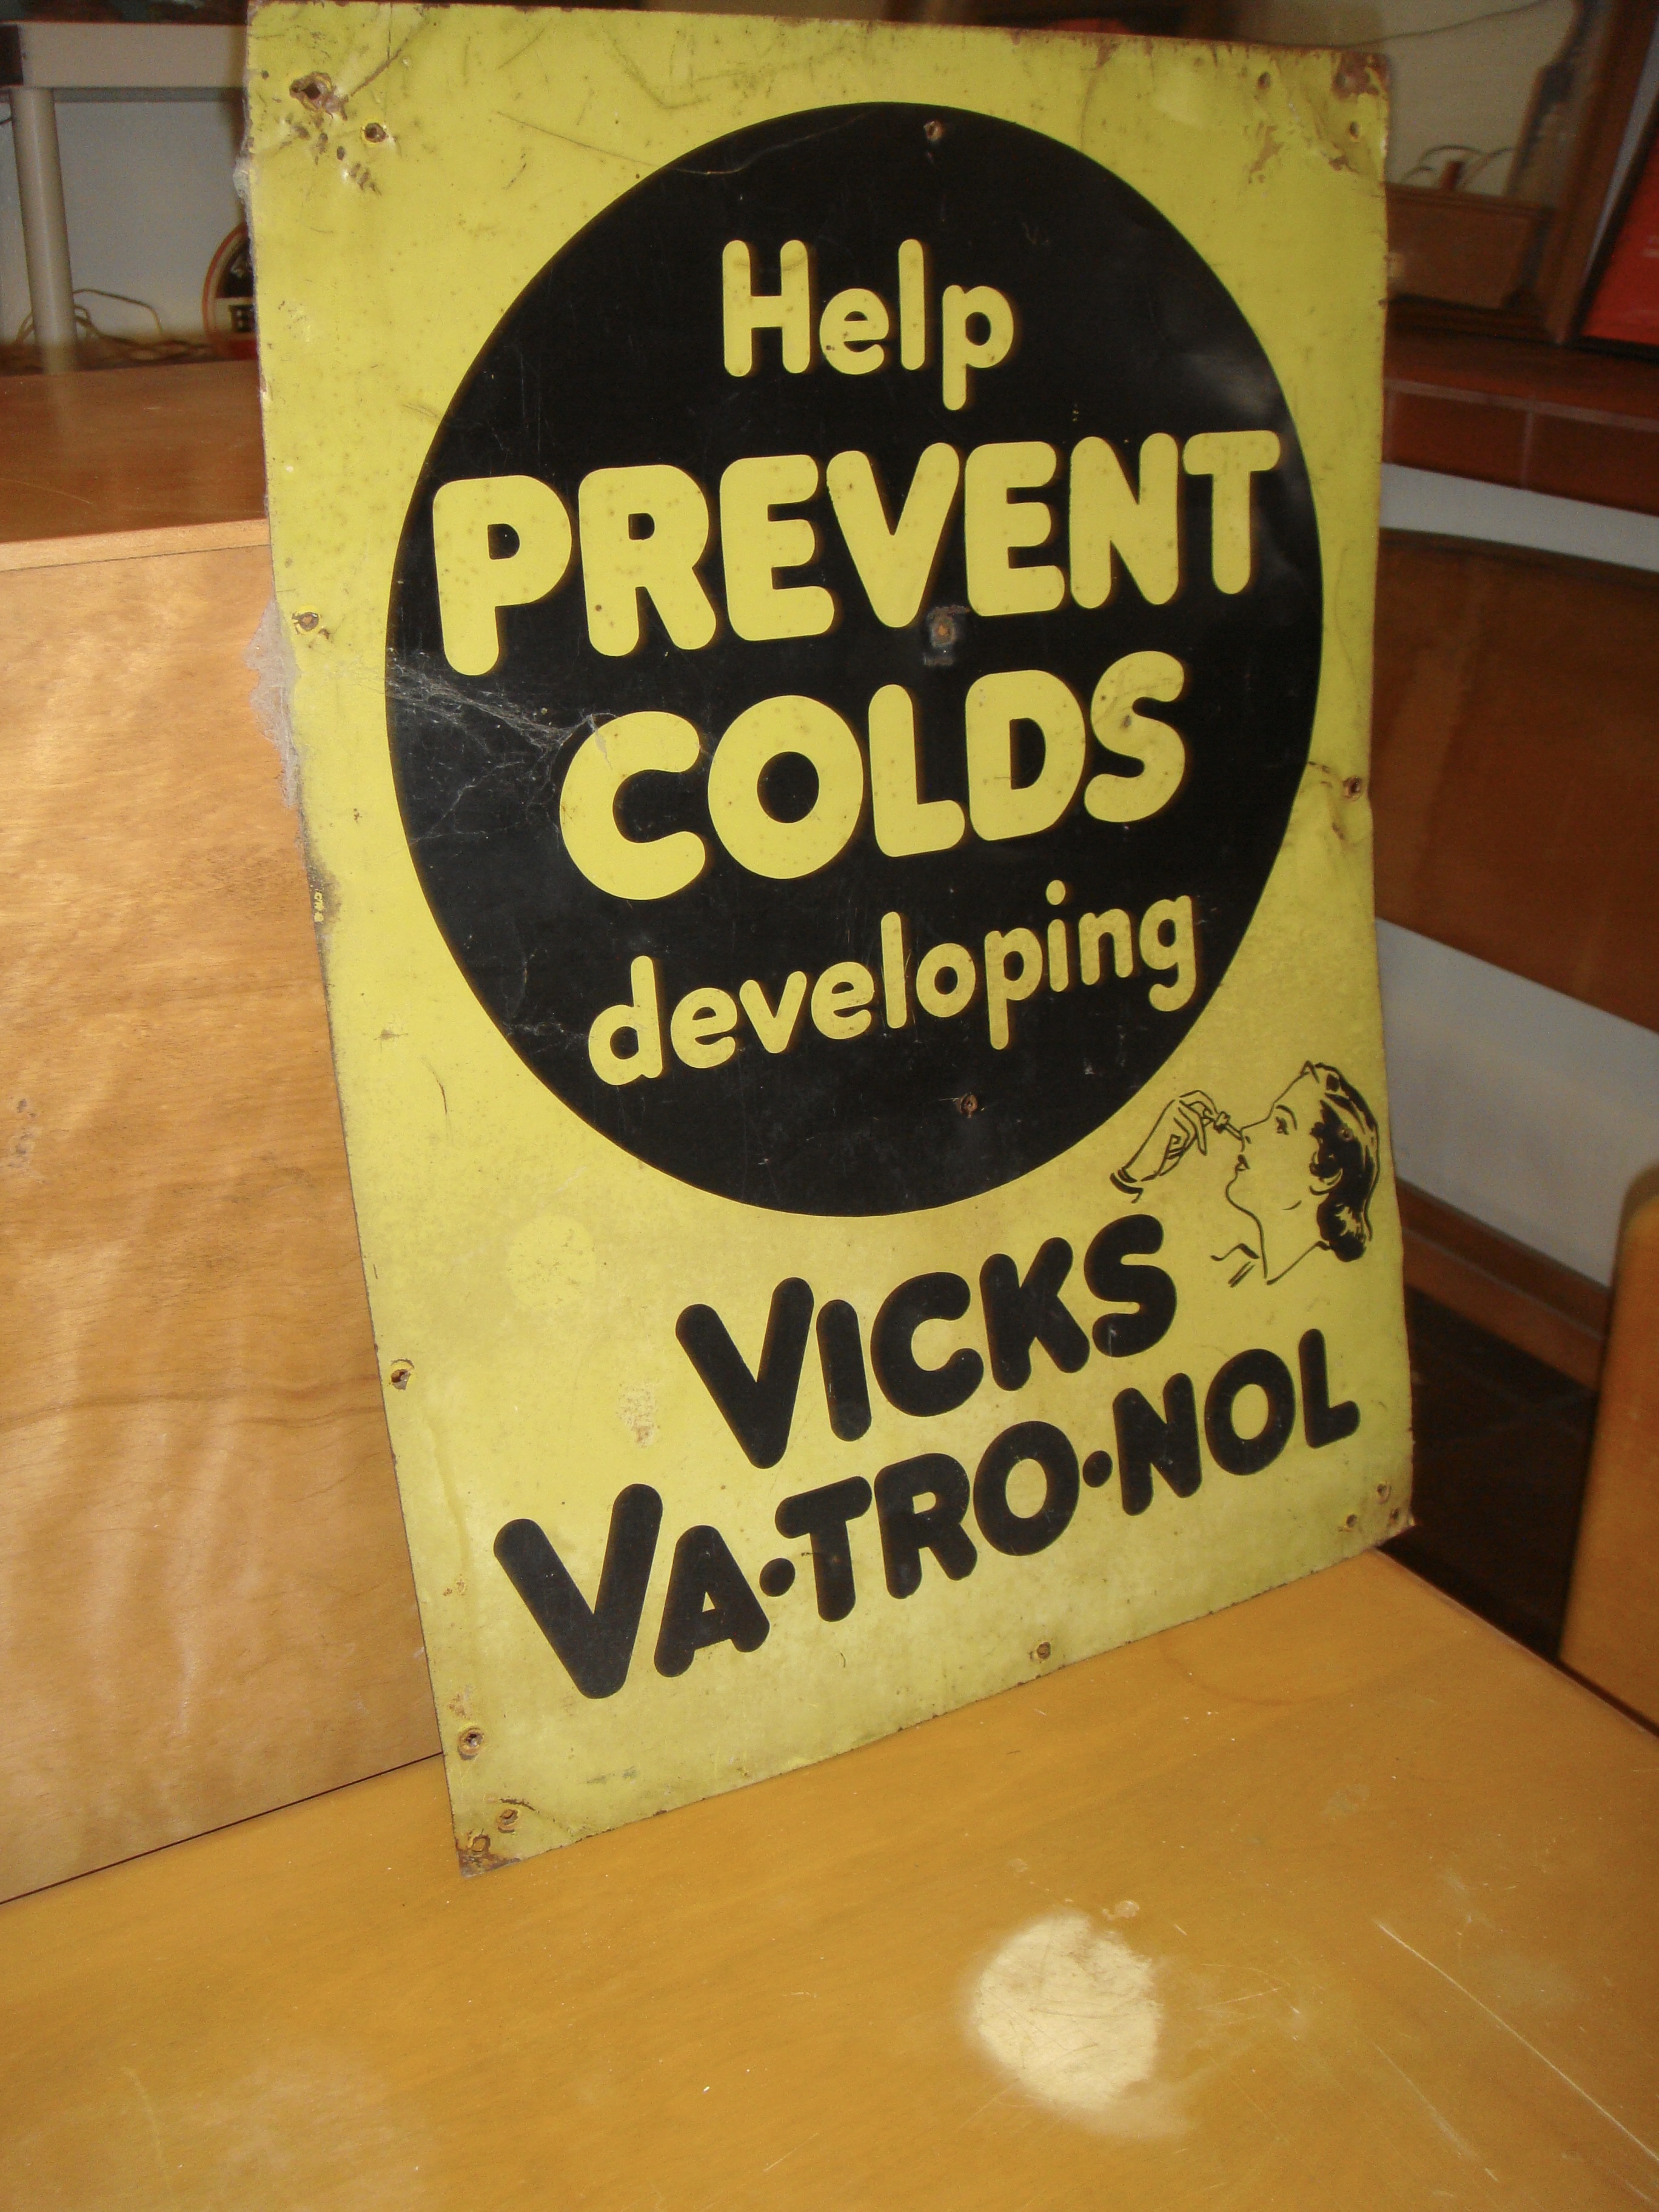 Help
PREVENT
COLDS
developing
VICKS
VA·TRO·NOL